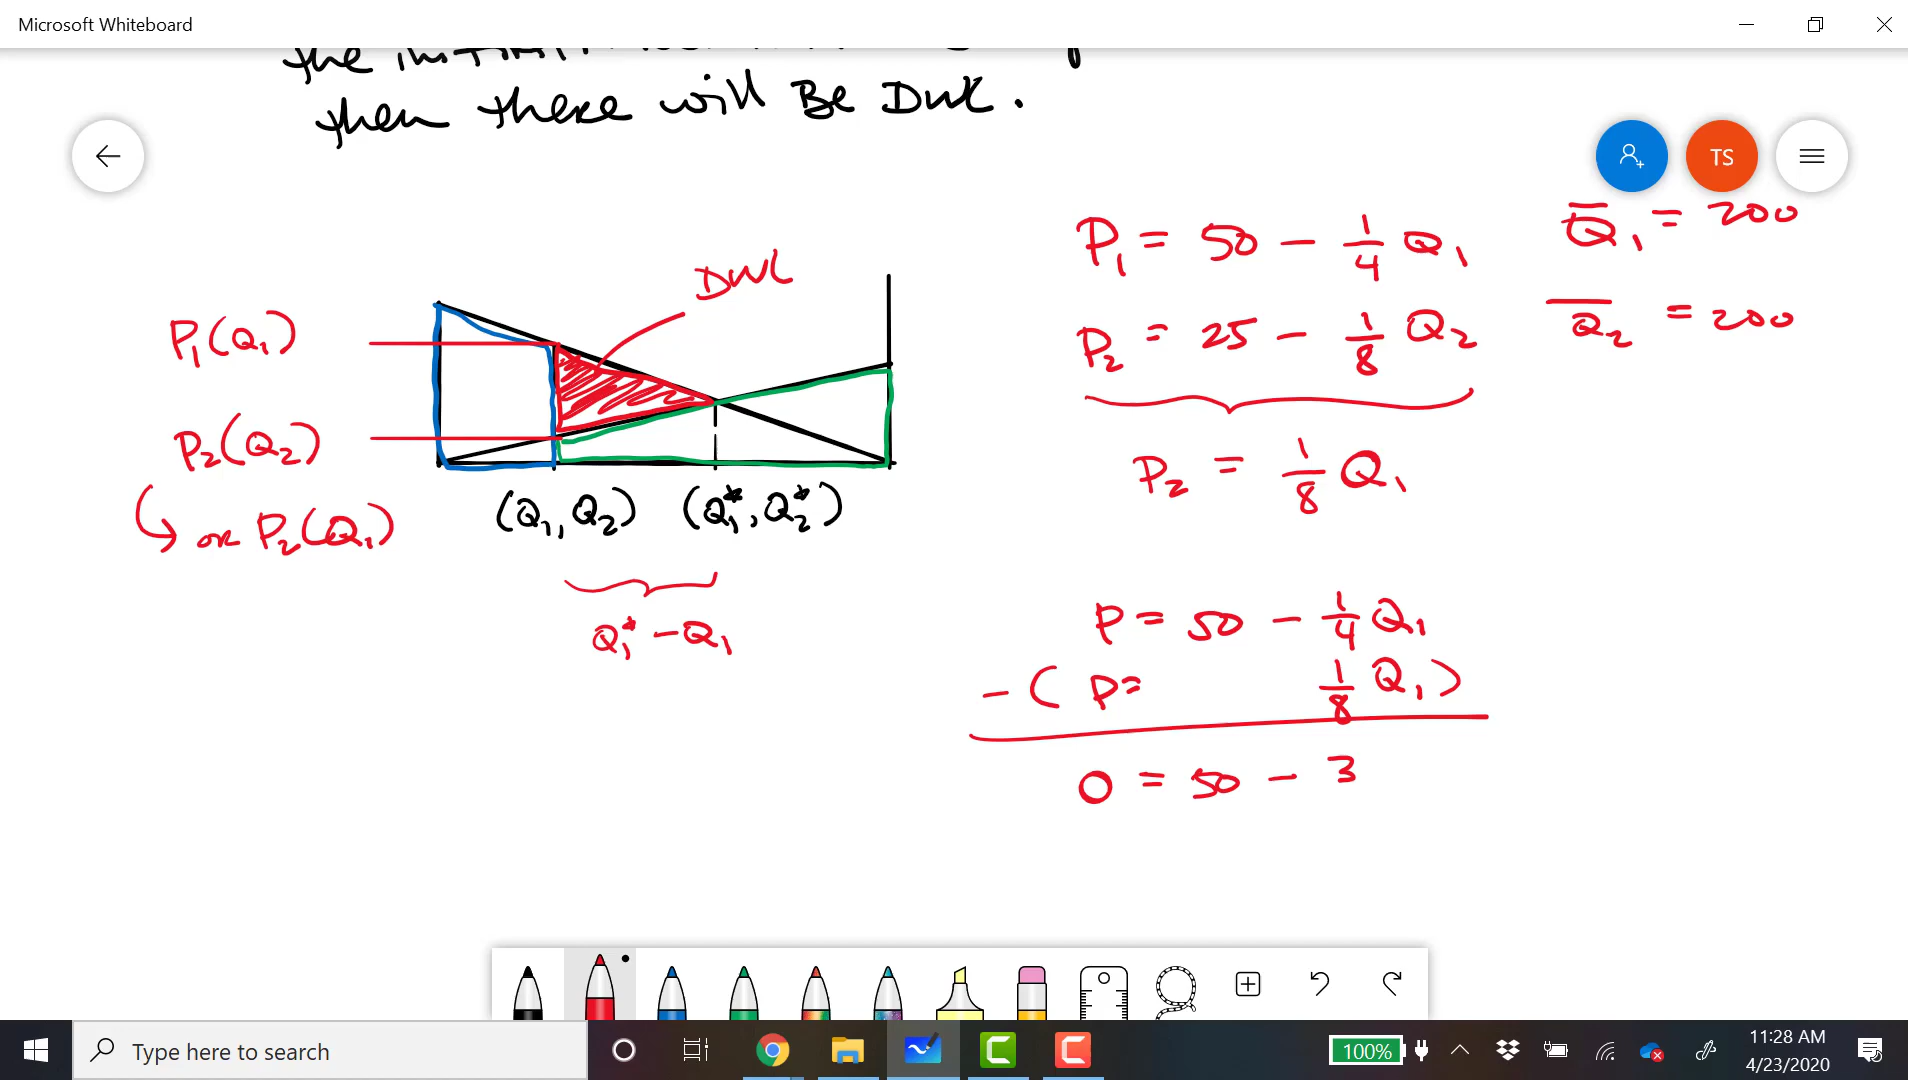 Microsoft Whiteboard
the initial
then there will Be DWL.
TS
P₁ = 50 - 1/4 Q₁
Q̅₁ = 200
P₂ = 25 - 1/8 Q₂
Q̅₂ = 200
P₂ = 1/8 Q₁
DWL
P₁(Q₁)
P₂(Q₂)
or P₂(Q₁)
(Q₁, Q₂) (Q₁*, Q₂*)
Q₁* - Q₁
P = 50 - 1/4 Q₁
- ( P = 1/8 Q₁ )
0 = 50 - 3
Type here to search
100%
11:28 AM
4/23/2020